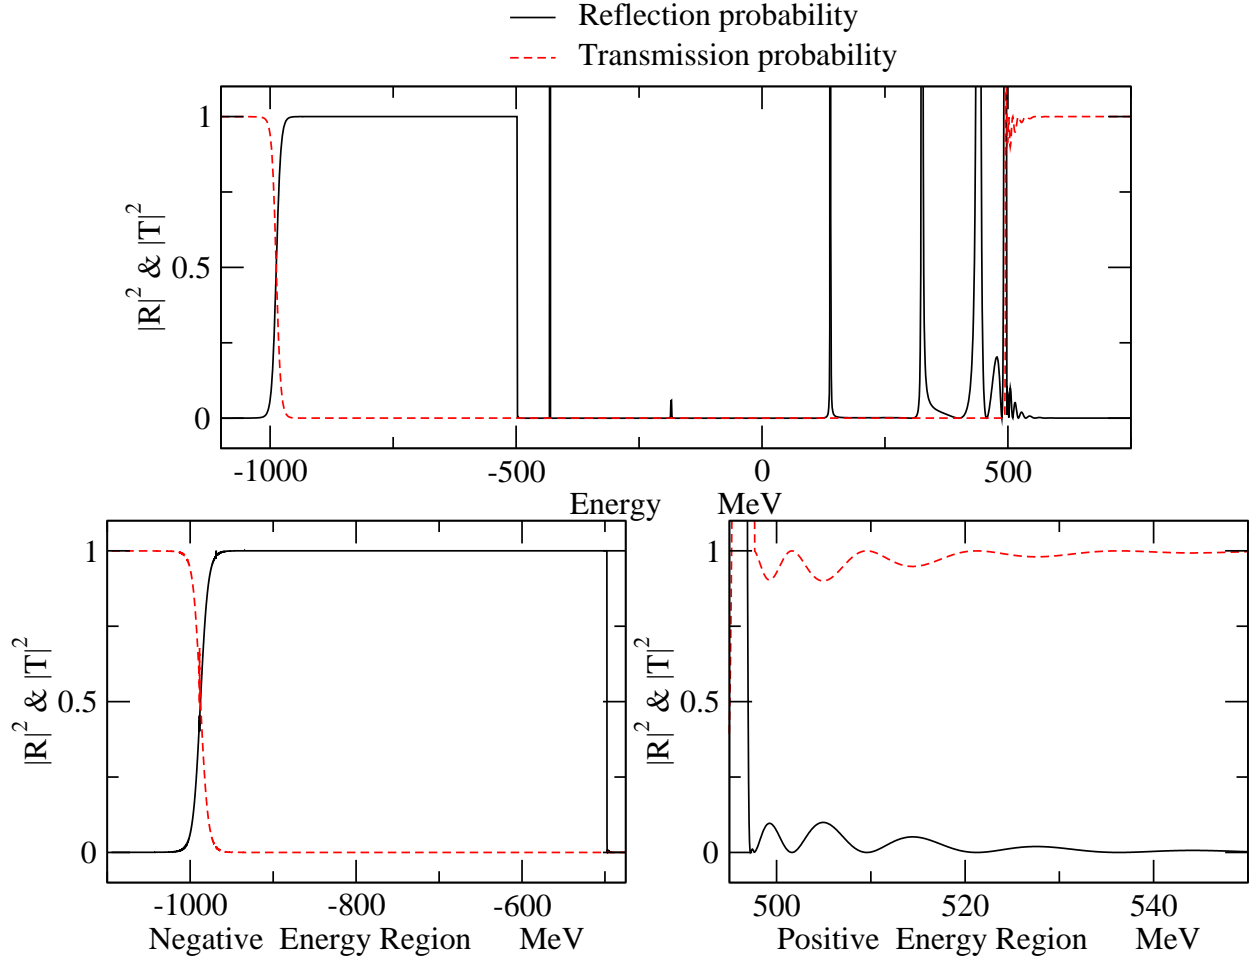 Reflection probability
Transmission probability
|R|² & |T|²
1
0.5
0
-1000
-500
0
500
Energy MeV
|R|² & |T|²
1
0.5
0
-1000
-800
-600
Negative Energy Region MeV
|R|² & |T|²
1
0.5
0
500
520
540
Positive Energy Region MeV